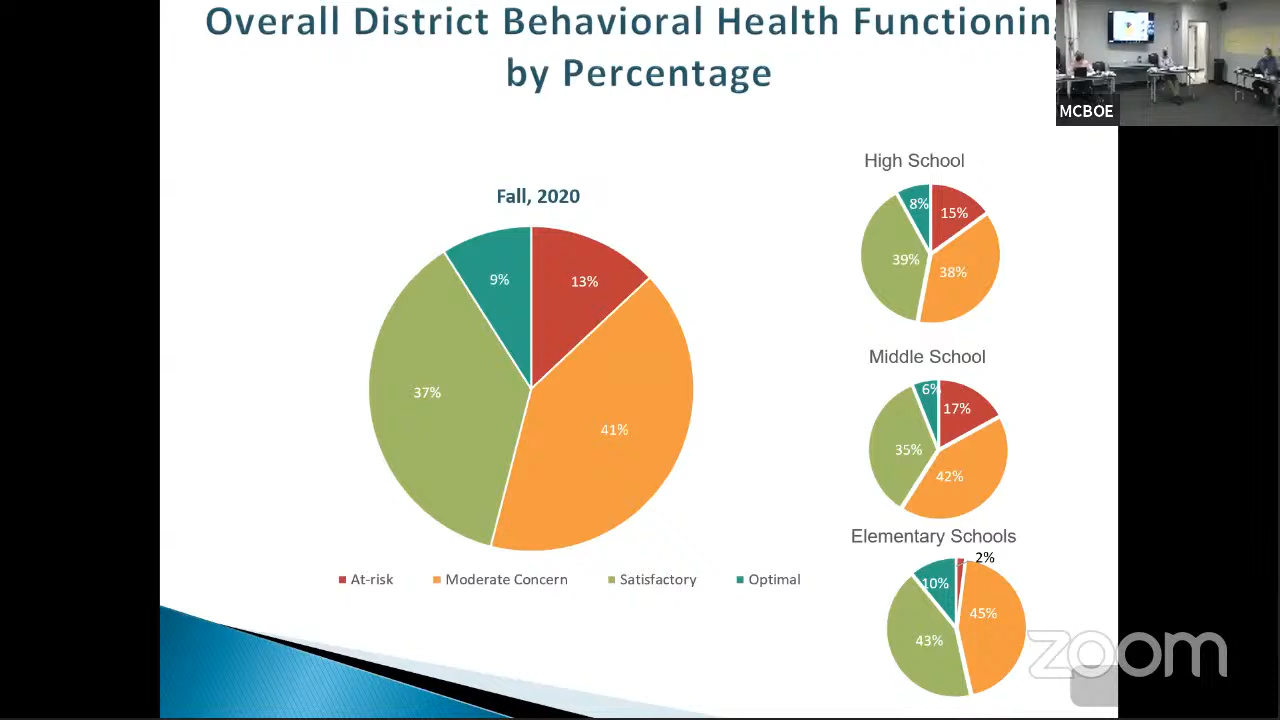 Overall District Behavioral Health Functioning
by Percentage
MCBOE
Fall, 2020
9%
13%
37%
41%
At-risk
Moderate Concern
Satisfactory
Optimal
High School
8%
15%
39%
38%
Middle School
6%
17%
35%
42%
Elementary Schools
2%
10%
45%
43%
zoom